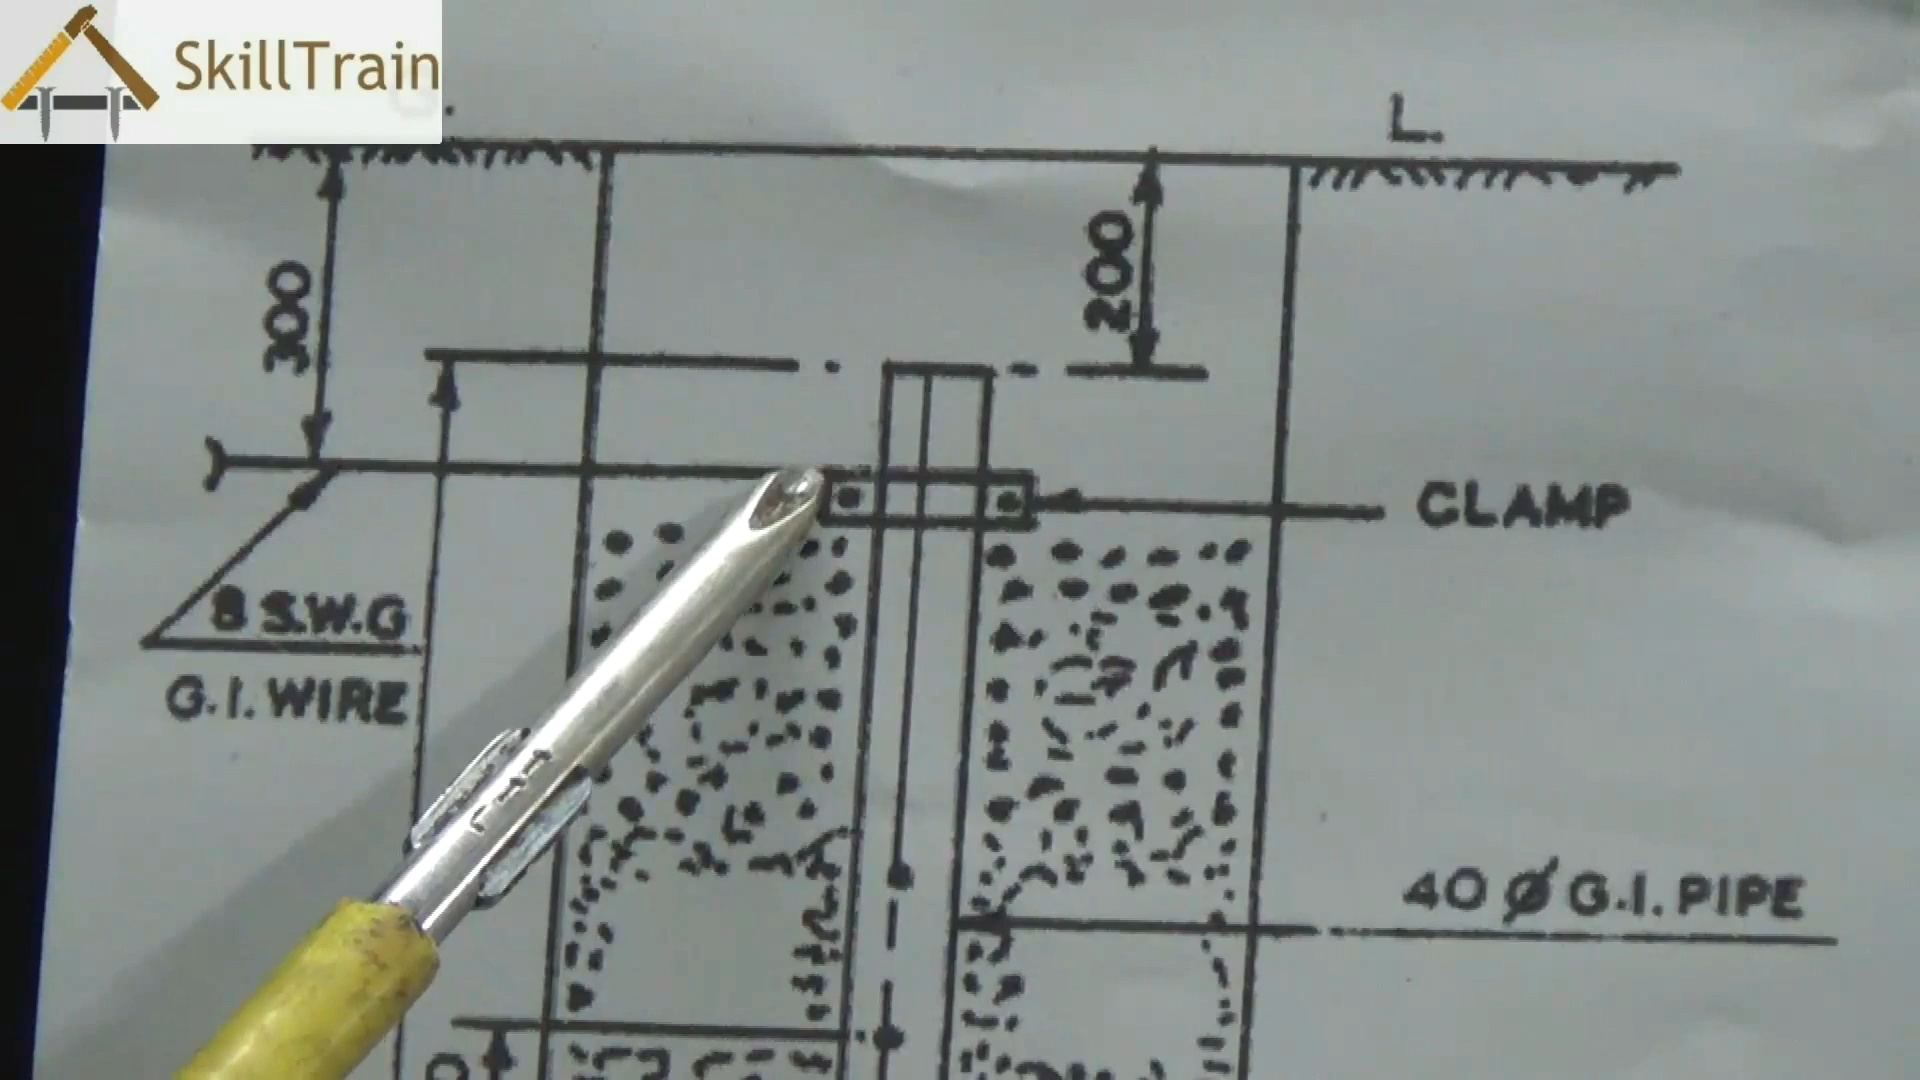 SkillTrain
L.
300
200
CLAMP
8 S.W.G
G.I. WIRE
40 Ø G.I. PIPE